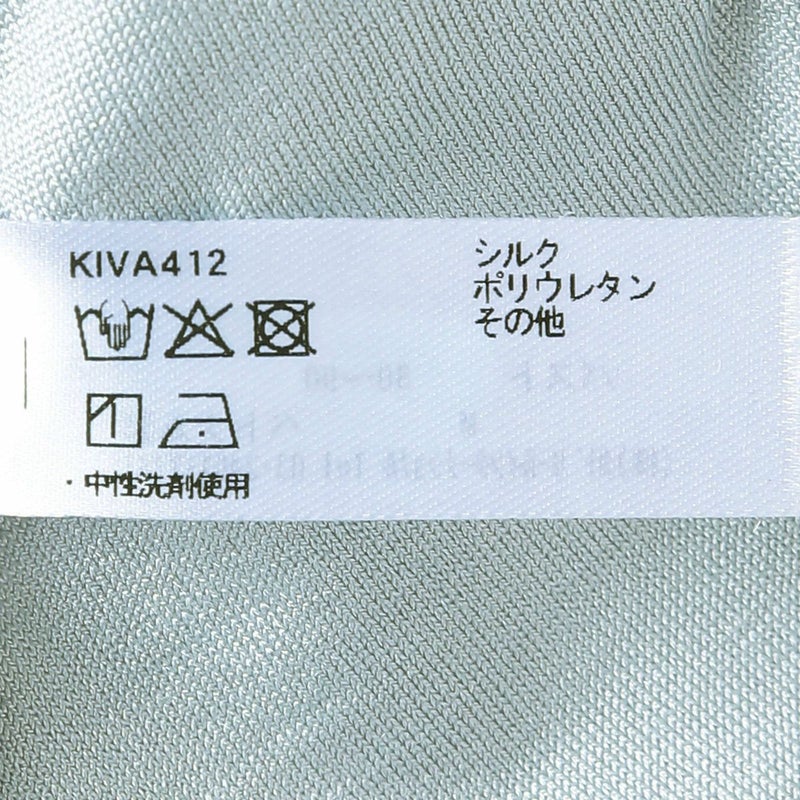 KIVA412
シルク
ポリウレタン
その他
・中性洗剤使用